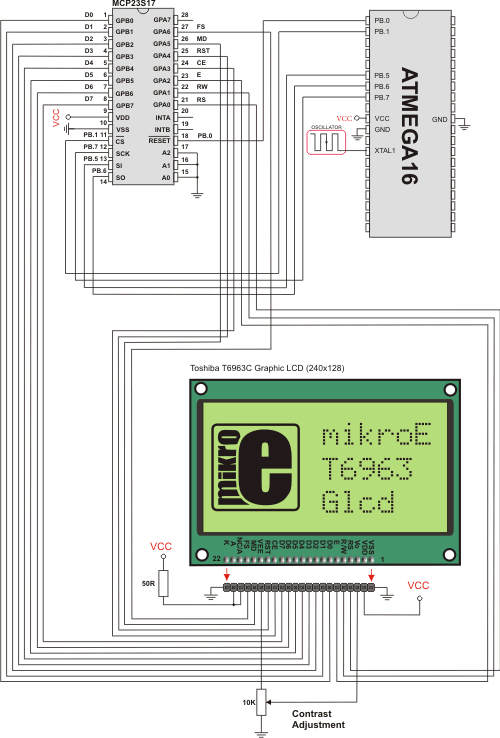 MCP23S17
D0 1 GPB0 GPA7 28
D1 2 GPB1 GPA6 27 FS
D2 3 GPB2 GPA5 26 MD
D3 4 GPB3 GPA4 25 RST
D4 5 GPB4 GPA3 24 CE
D5 6 GPB5 GPA2 23 E
D6 7 GPB6 GPA1 22 RW
D7 8 GPB7 GPA0 21 RS
VCC 9 VDD INTA 20
10 VSS INTB 19
PB.1 11 CS RESET 18 PB.0
PB.7 12 SCK A2 17
PB.5 13 SI A1 16
PB.6 14 SO A0 15
ATMEGA16
PB.0
PB.1
PB.5
PB.6
PB.7
VCC VCC GND
GND
OSCILLATOR
XTAL1
Toshiba T6963C Graphic LCD (240x128)
mikro e
mikroE
T6963
Glcd
K A NC/A FS MD VEE RST CE D7 D6 D5 D4 D3 D2 D1 D0 E R/W RS Vo VDD VSS
22 1
VCC
50R
VCC
10K
Contrast
Adjustment